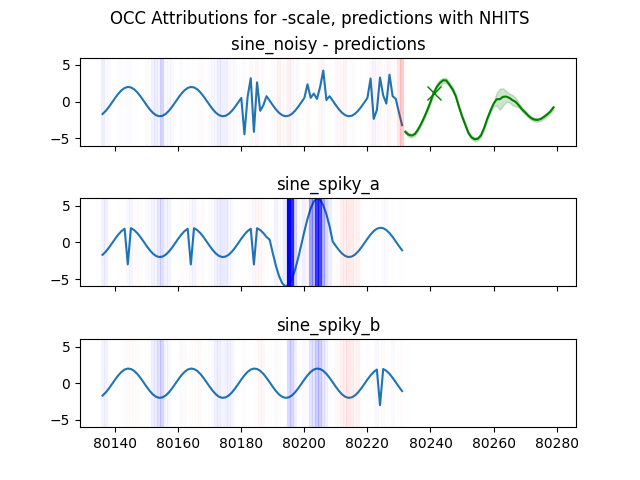 OCC Attributions for -scale, predictions with NHITS
sine_noisy - predictions
5
0
−5
sine_spiky_a
5
0
−5
sine_spiky_b
5
0
−5
80140 80160 80180 80200 80220 80240 80260 80280